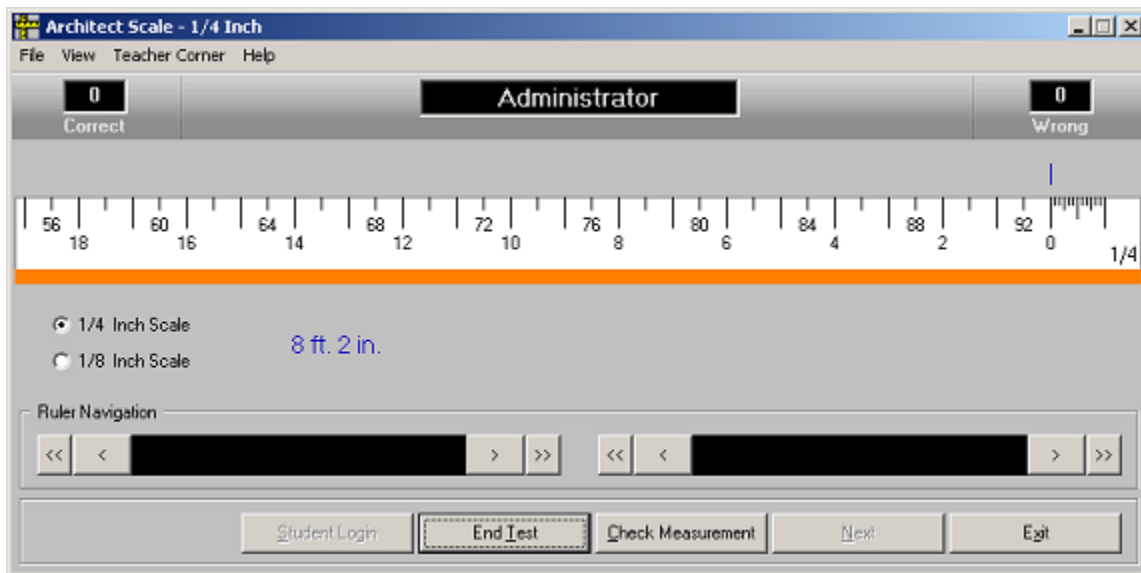 Architect Scale - 1/4 Inch
File View Teacher Corner Help
0 Administrator 0
Correct Wrong
56 60 64 68 72 76 80 84 88 92
18 16 14 12 10 8 6 4 2 0 1/4
1/4 Inch Scale
8 ft. 2 in.
1/8 Inch Scale
Ruler Navigation
<< < > >> << < > >>
Student Login End Test Check Measurement Next Exit